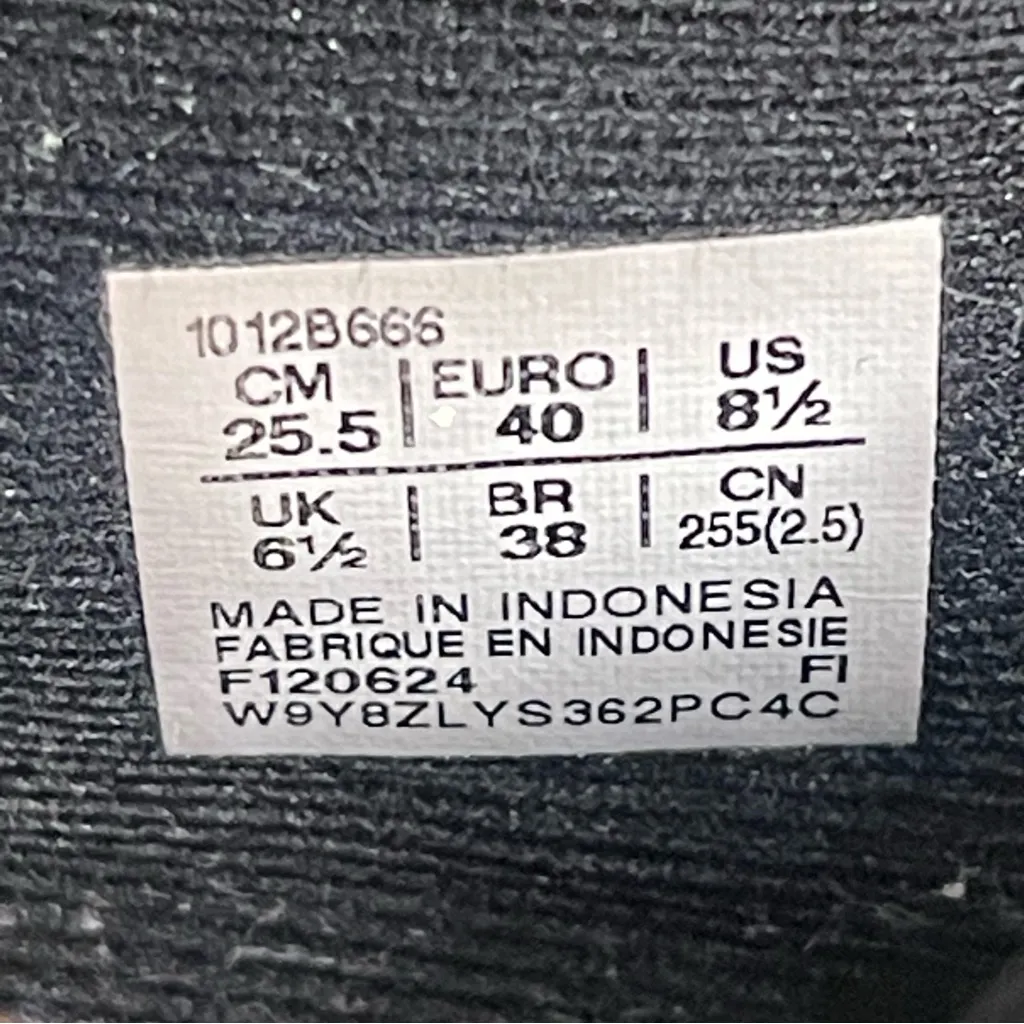 1012B666
CM | EURO | US
25.5 | 40 | 8½
UK | BR | CN
6½ | 38 | 255(2.5)
MADE IN INDONESIA
FABRIQUE EN INDONESIE
F120624 FI
W9Y8ZLYS362PC4C